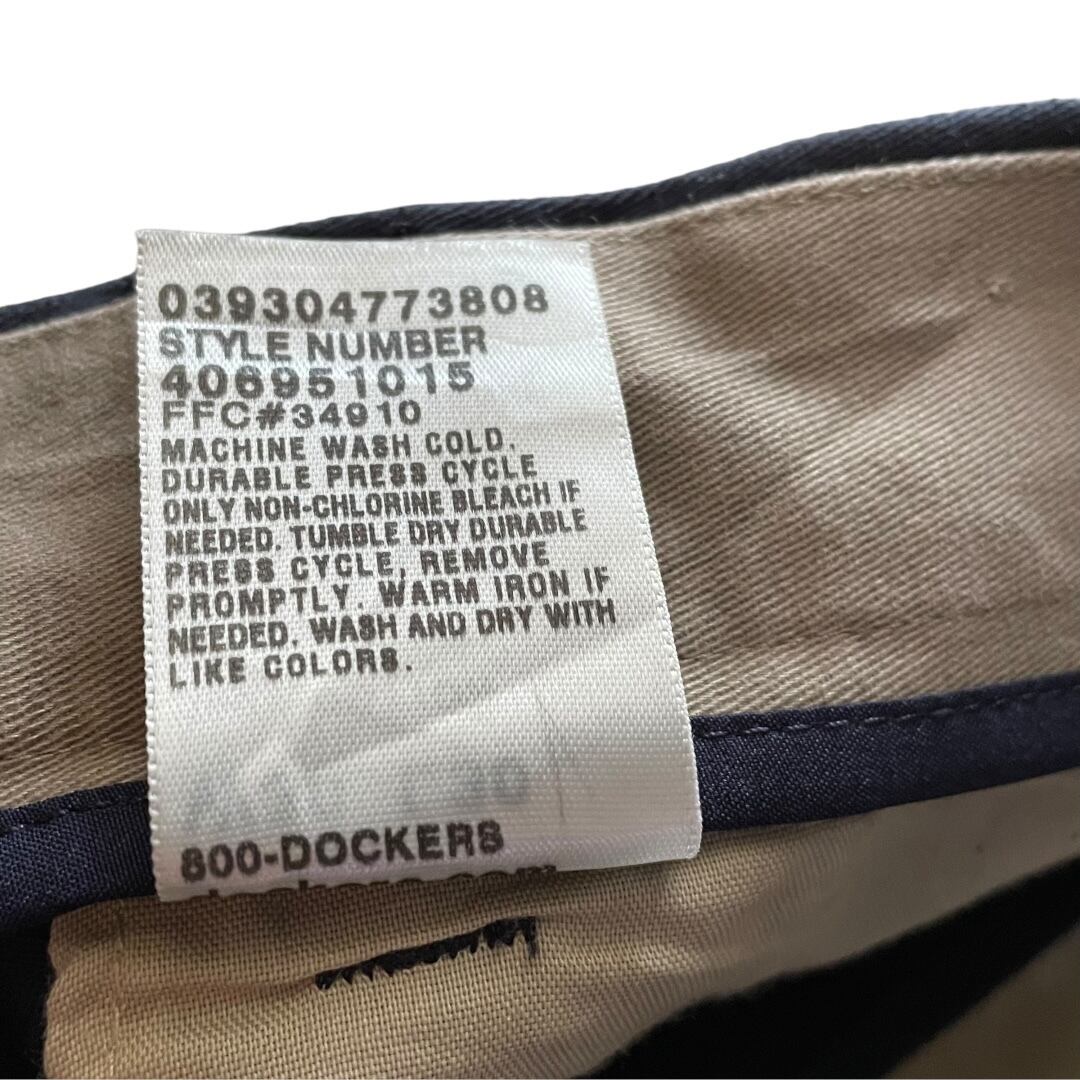 039304773808
STYLE NUMBER
406951015
FFC#34910
MACHINE WASH COLD.
DURABLE PRESS CYCLE
ONLY NON-CHLORINE BLEACH IF
NEEDED. TUMBLE DRY DURABLE
PRESS CYCLE, REMOVE
PROMPTLY. WARM IRON IF
NEEDED. WASH AND DRY WITH
LIKE COLORS.
800-DOCKERS